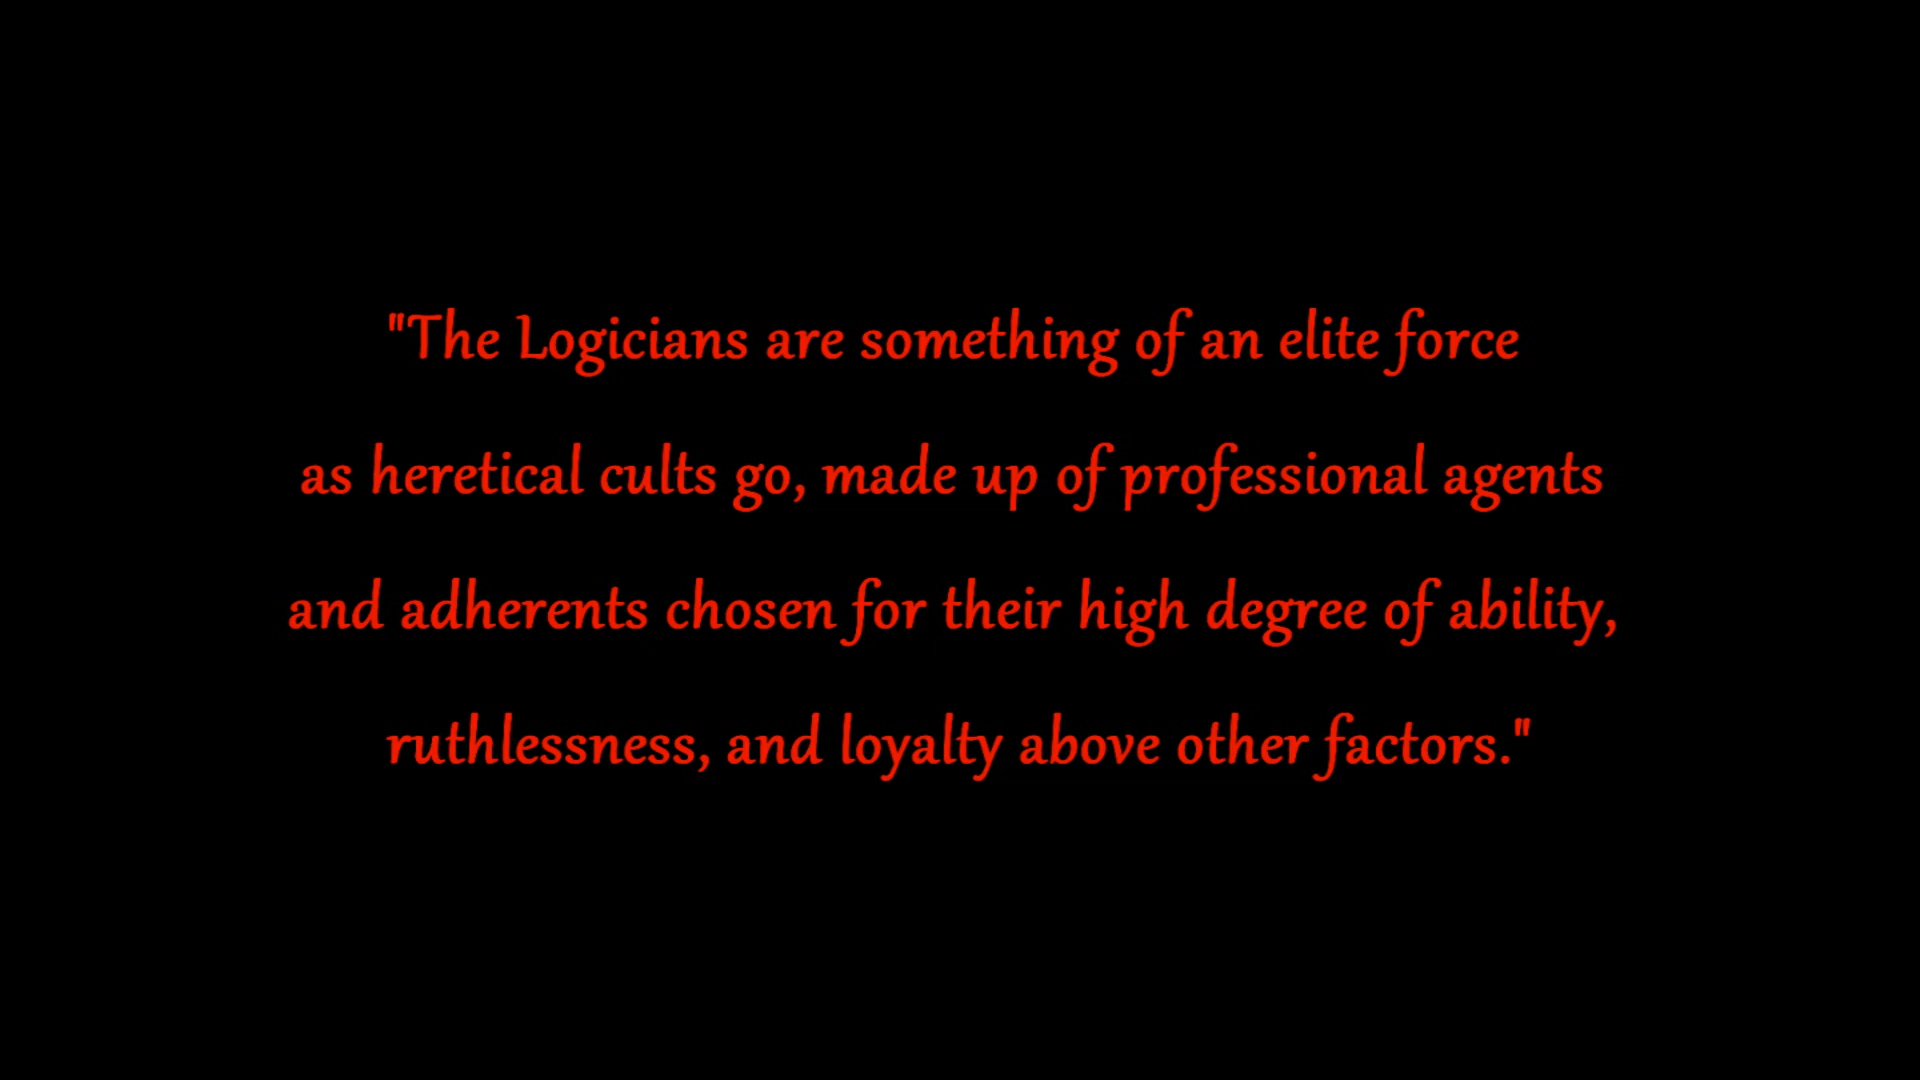 "The Logicians are something of an elite force
as heretical cults go, made up of professional agents
and adherents chosen for their high degree of ability,
ruthlessness, and loyalty above other factors."